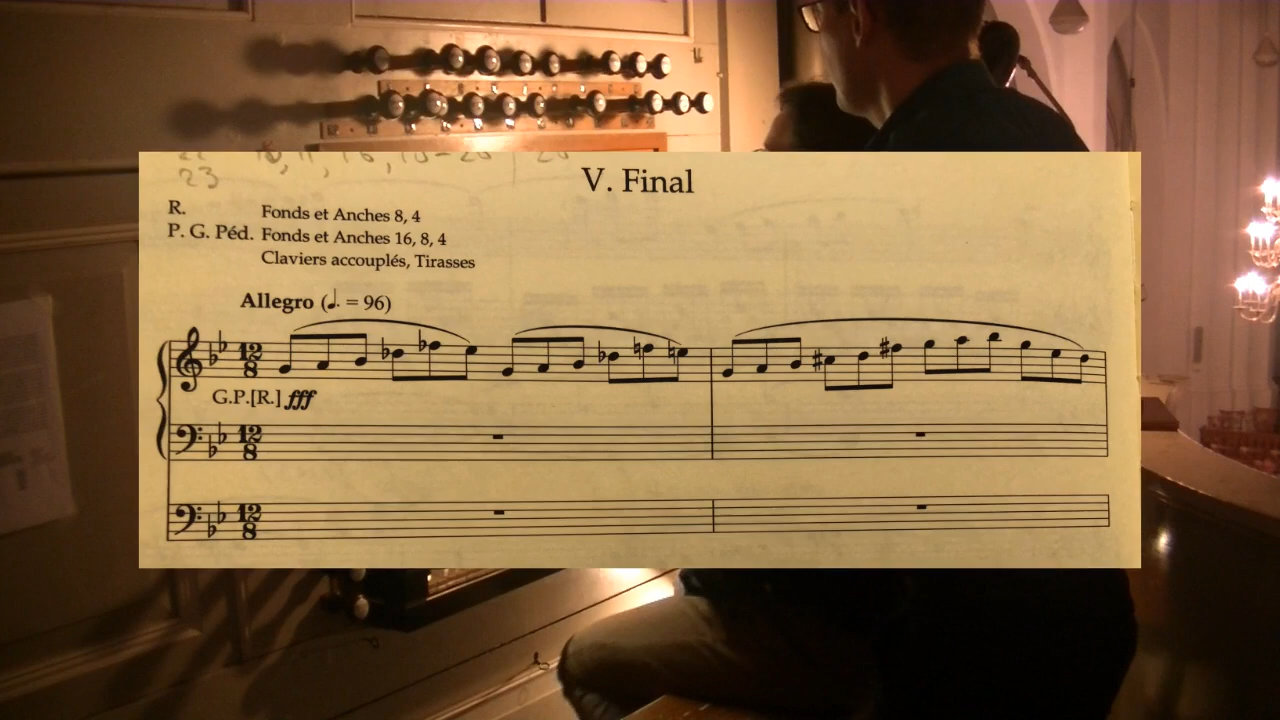 23
V. Final
R. Fonds et Anches 8, 4
P. G. Péd. Fonds et Anches 16, 8, 4
Claviers accouplés, Tirasses
Allegro (♩. = 96)
12
8
G.P.[R.] fff
12
8
12
8